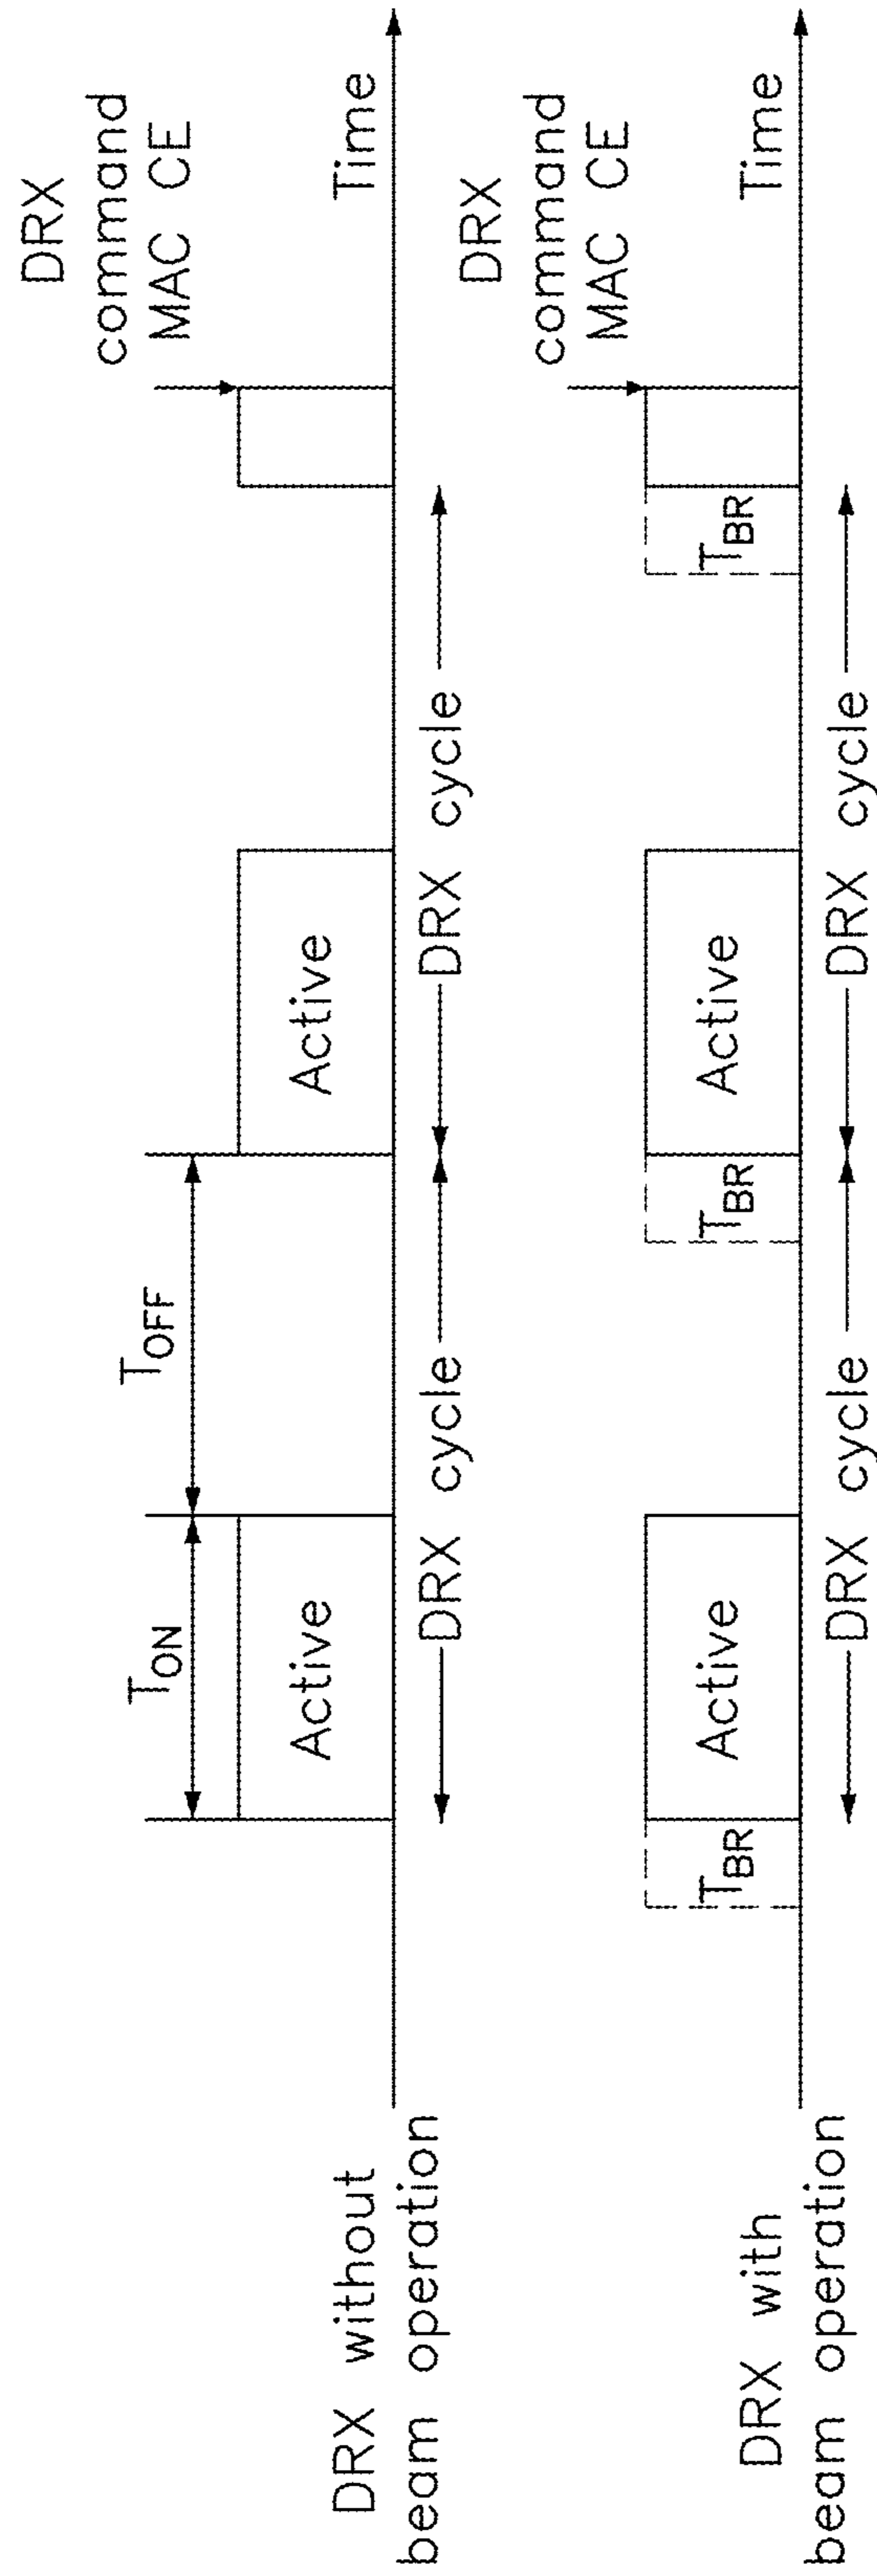 DRX
command
MAC CE
T_ON
T_OFF
Active
Active
Time
DRX without
beam operation
DRX cycle
DRX cycle
DRX
command
MAC CE
T_BR
Active
T_BR
Active
T_BR
Time
DRX with
beam operation
DRX cycle
DRX cycle